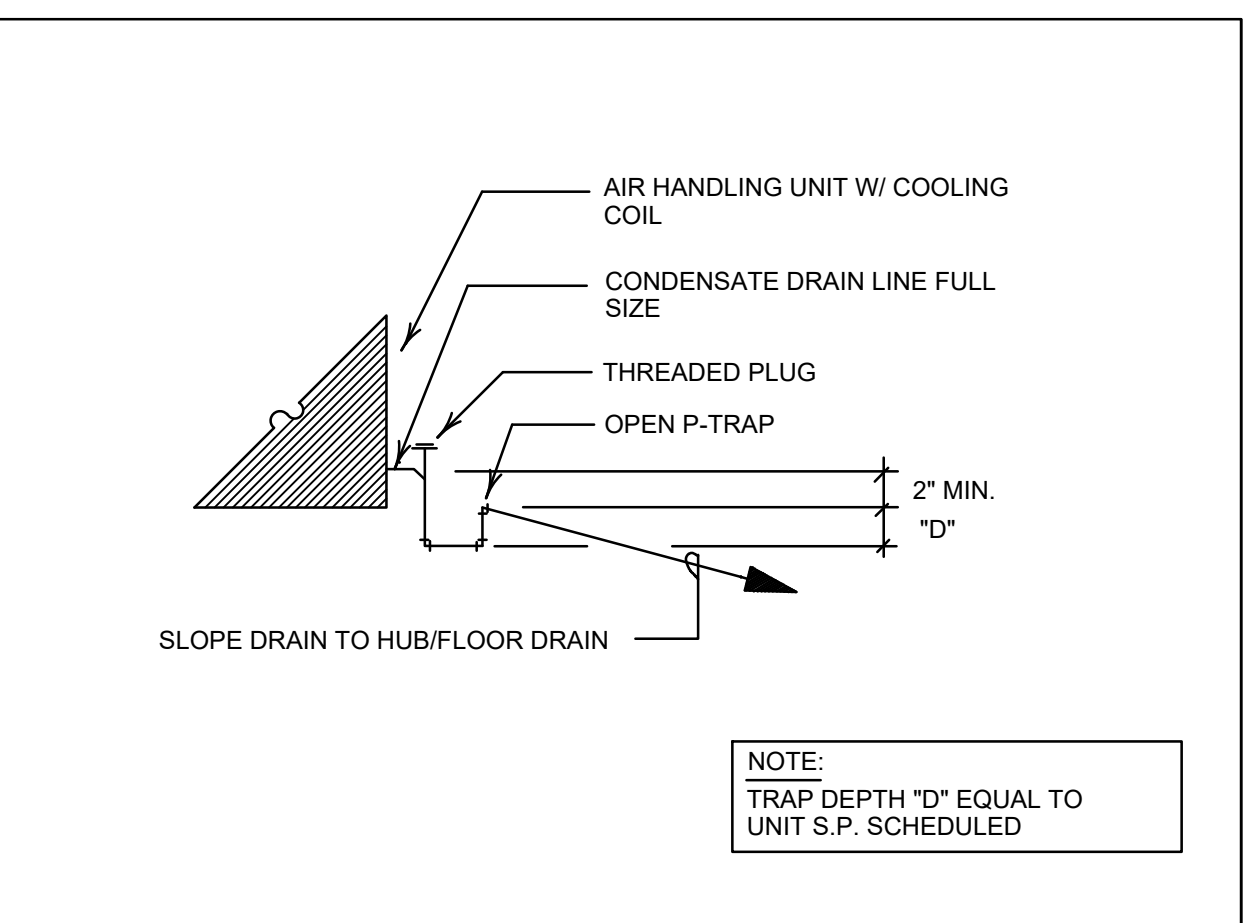 AIR HANDLING UNIT W/ COOLING
COIL
CONDENSATE DRAIN LINE FULL
SIZE
THREADED PLUG
OPEN P-TRAP
2" MIN.
"D"
SLOPE DRAIN TO HUB/FLOOR DRAIN
NOTE:
TRAP DEPTH "D" EQUAL TO
UNIT S.P. SCHEDULED